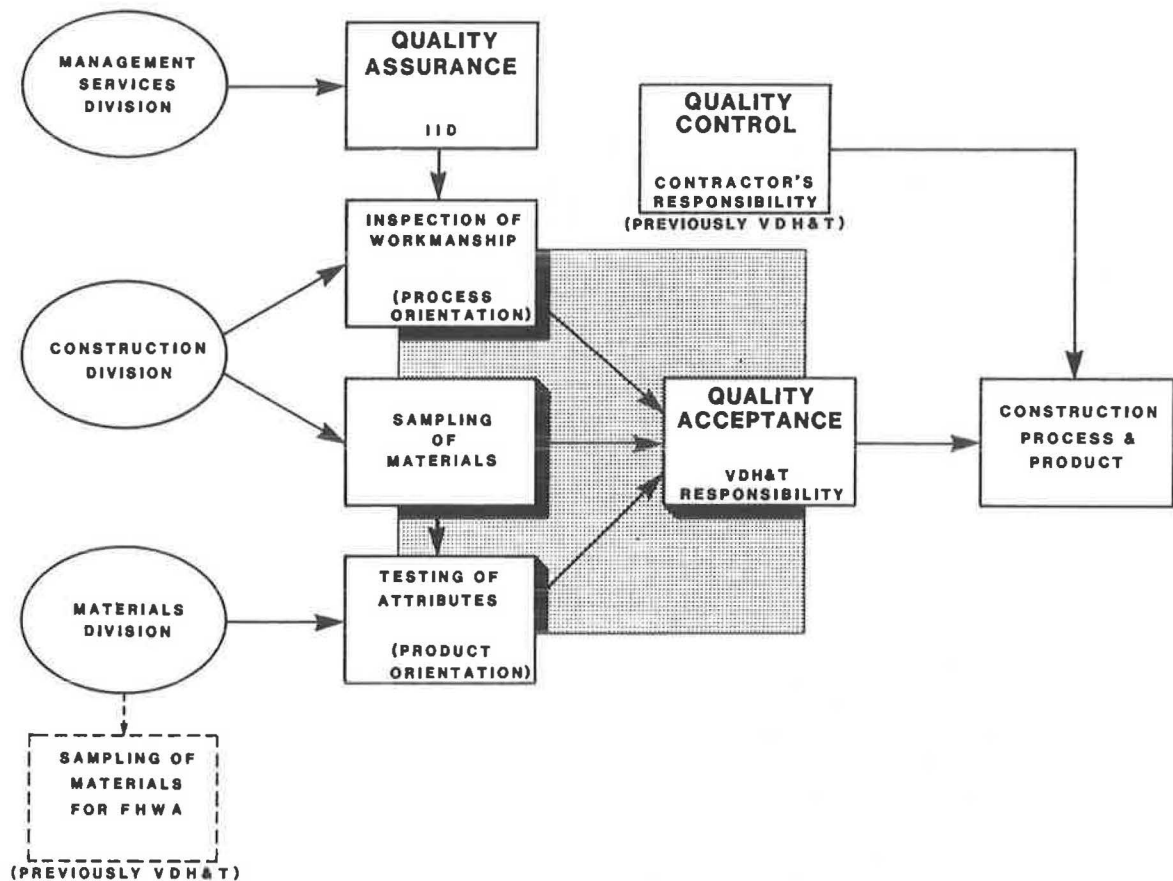 MANAGEMENT
SERVICES
DIVISION
QUALITY
ASSURANCE
IID
QUALITY
CONTROL
CONTRACTOR'S
RESPONSIBILITY
(PREVIOUSLY VDH&T)
INSPECTION OF
WORKMANSHIP
(PROCESS
ORIENTATION)
CONSTRUCTION
DIVISION
SAMPLING
OF
MATERIALS
QUALITY
ACCEPTANCE
VDH&T
RESPONSIBILITY
CONSTRUCTION
PROCESS &
PRODUCT
MATERIALS
DIVISION
TESTING OF
ATTRIBUTES
(PRODUCT
ORIENTATION)
SAMPLING OF
MATERIALS
FOR FHWA
(PREVIOUSLY VDH&T)